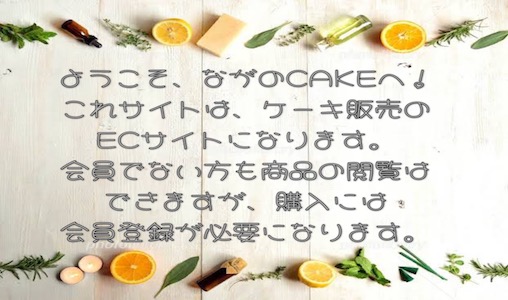 ようこそ、ながのCAKEへ!
これサイトは、ケーキ販売の
ECサイトになります。
会員でない方も商品の閲覧は
できますが、購入には
会員登録が必要になります。